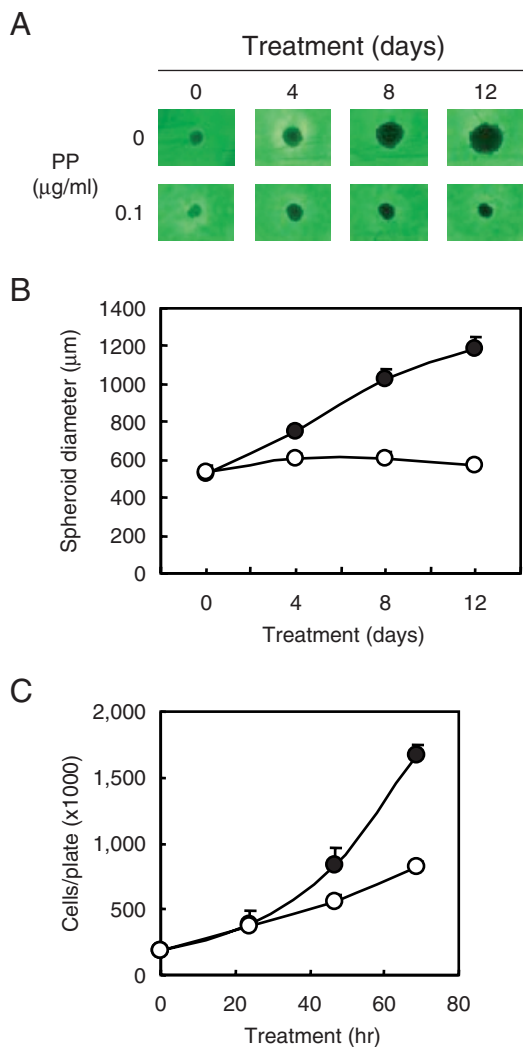 A
Treatment (days)
0 4 8 12
PP
(μg/ml)
0
0.1
B
Spheroid diameter (μm)
1400
1200
1000
800
600
400
200
0
0 4 8 12
Treatment (days)
C
Cells/plate (x1000)
2,000
1,500
1,000
500
0
0 20 40 60 80
Treatment (hr)